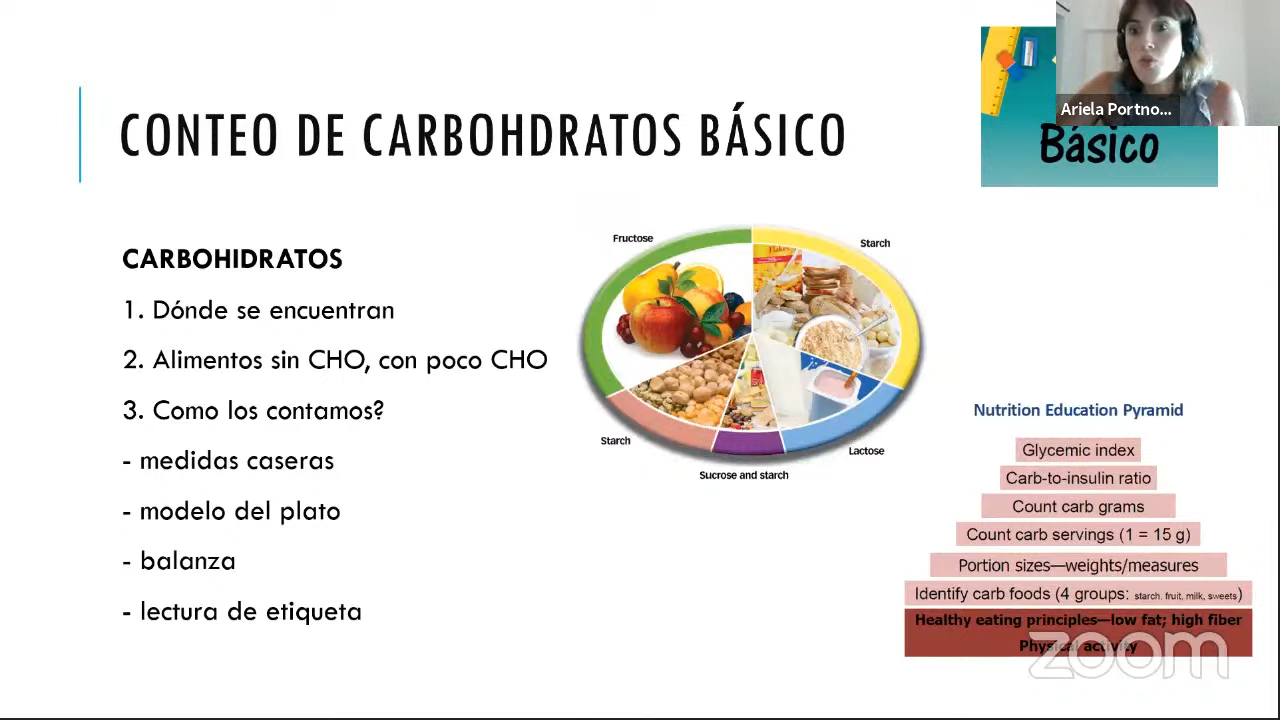 CONTEO DE CARBOHDRATOS BÁSICO
Ariela Portno...
Básico
CARBOHIDRATOS
1. Dónde se encuentran
2. Alimentos sin CHO, con poco CHO
3. Como los contamos?
- medidas caseras
- modelo del plato
- balanza
- lectura de etiqueta
Fructose
Starch
Flakes
Starch
Lactose
Sucrose and starch
Nutrition Education Pyramid
Glycemic index
Carb-to-insulin ratio
Count carb grams
Count carb servings (1 = 15 g)
Portion sizes—weights/measures
Identify carb foods (4 groups: starch, fruit, milk, sweets)
Healthy eating principles—low fat; high fiber
Physical activity
zoom